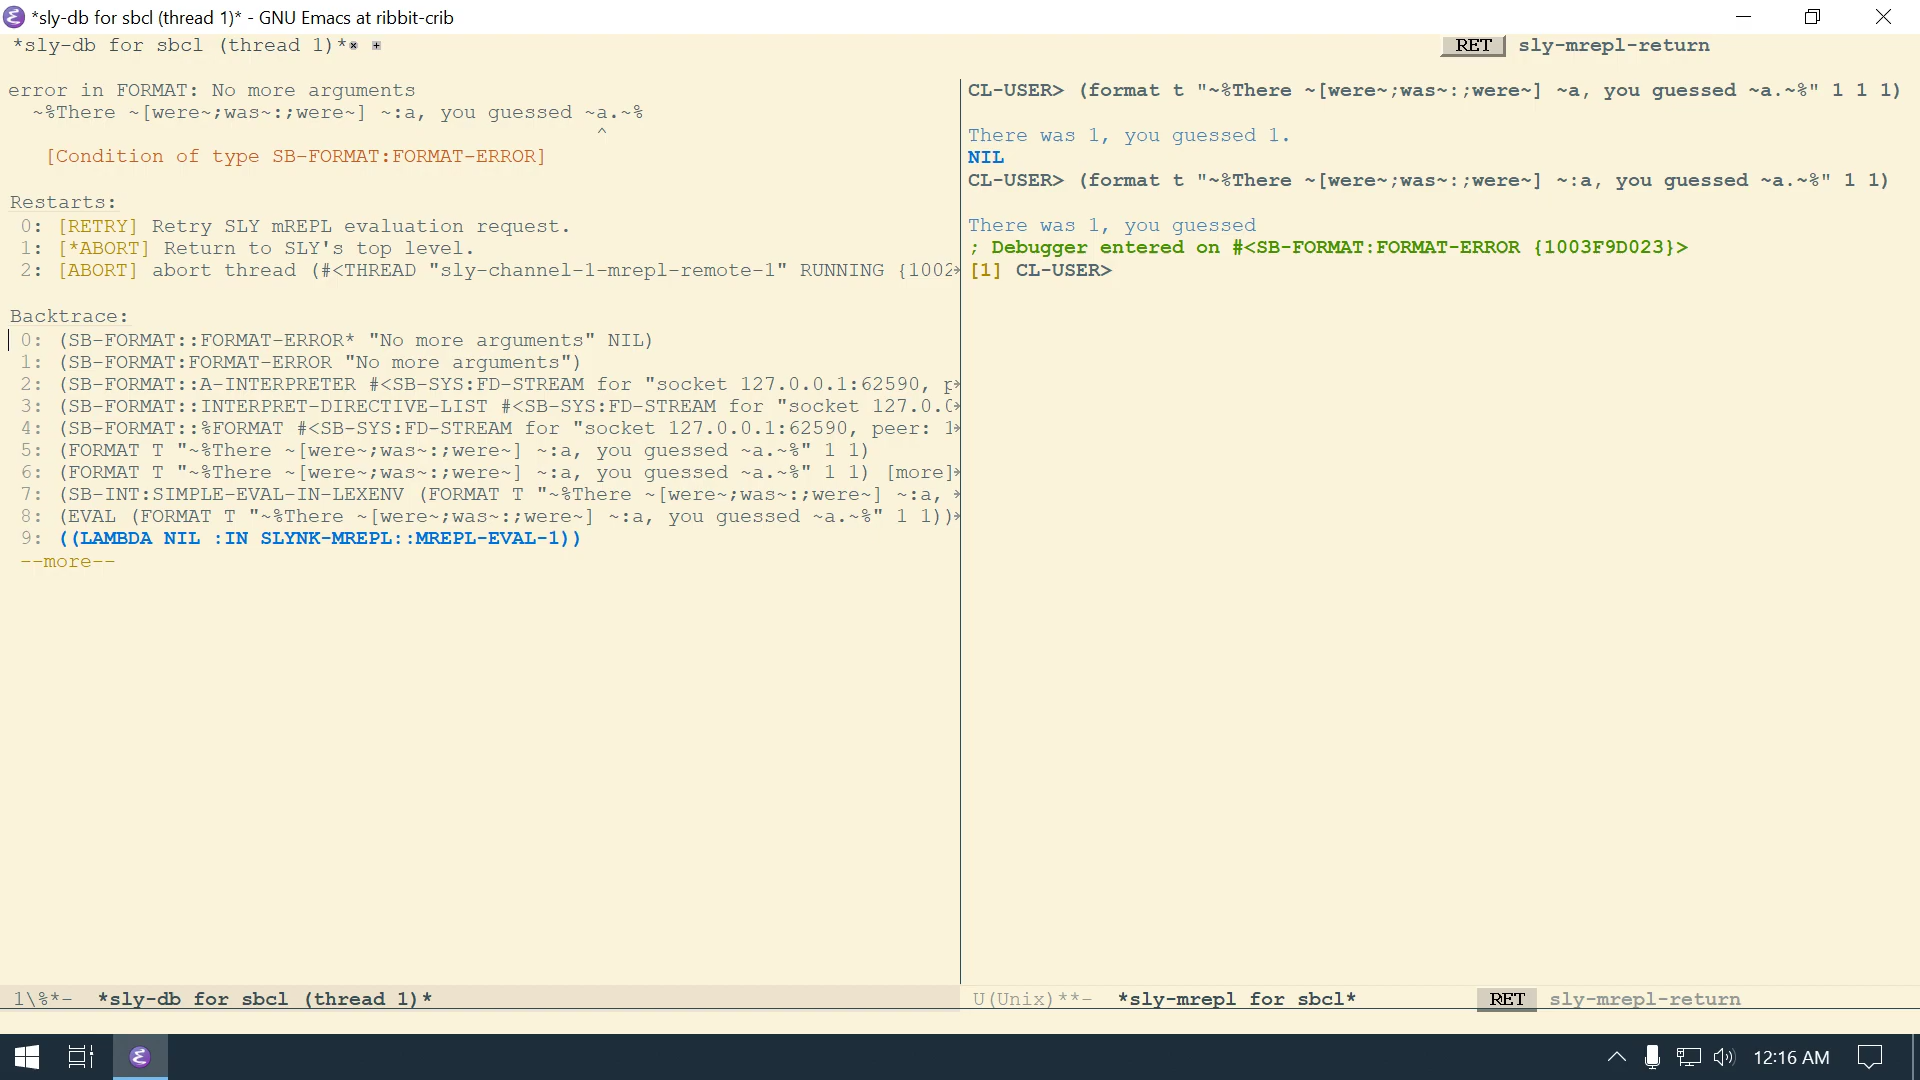 *sly-db for sbcl (thread 1)* - GNU Emacs at ribbit-crib
*sly-db for sbcl (thread 1)*
RET sly-mrepl-return
error in FORMAT: No more arguments
~%There ~[were~;was~:;were~] ~:a, you guessed ~a.~%
^
[Condition of type SB-FORMAT:FORMAT-ERROR]
Restarts:
0: [RETRY] Retry SLY mREPL evaluation request.
1: [*ABORT] Return to SLY's top level.
2: [ABORT] abort thread (#<THREAD "sly-channel-1-mrepl-remote-1" RUNNING {1002
Backtrace:
0: (SB-FORMAT::FORMAT-ERROR* "No more arguments" NIL)
1: (SB-FORMAT:FORMAT-ERROR "No more arguments")
2: (SB-FORMAT::A-INTERPRETER #<SB-SYS:FD-STREAM for "socket 127.0.0.1:62590, p
3: (SB-FORMAT::INTERPRET-DIRECTIVE-LIST #<SB-SYS:FD-STREAM for "socket 127.0.0
4: (SB-FORMAT::%FORMAT #<SB-SYS:FD-STREAM for "socket 127.0.0.1:62590, peer: 1
5: (FORMAT T "~%There ~[were~;was~:;were~] ~:a, you guessed ~a.~%" 1 1)
6: (FORMAT T "~%There ~[were~;was~:;were~] ~:a, you guessed ~a.~%" 1 1) [more]
7: (SB-INT:SIMPLE-EVAL-IN-LEXENV (FORMAT T "~%There ~[were~;was~:;were~] ~:a,
8: (EVAL (FORMAT T "~%There ~[were~;was~:;were~] ~:a, you guessed ~a.~%" 1 1))
9: ((LAMBDA NIL :IN SLYNK-MREPL::MREPL-EVAL-1))
--more--
CL-USER> (format t "~%There ~[were~;was~:;were~] ~a, you guessed ~a.~%" 1 1 1)
There was 1, you guessed 1.
NIL
CL-USER> (format t "~%There ~[were~;was~:;were~] ~:a, you guessed ~a.~%" 1 1)
There was 1, you guessed
; Debugger entered on #<SB-FORMAT:FORMAT-ERROR {1003F9D023}>
[1] CL-USER>
1\%*- *sly-db for sbcl (thread 1)*
U(Unix)**- *sly-mrepl for sbcl* RET sly-mrepl-return
12:16 AM